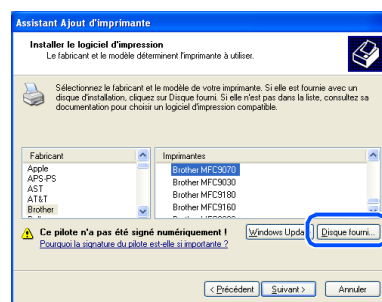 Assistant Ajout d'imprimante
Installer le logiciel d'impression
Le fabricant et le modèle déterminent l'imprimante à utiliser.
Sélectionnez le fabricant et le modèle de votre imprimante. Si elle est fournie avec un
disque d'installation, cliquez sur Disque fourni. Si elle n'est pas dans la liste, consultez sa
documentation pour choisir un logiciel d'impression compatible.
Fabricant
Apple
APS-PS
AST
AT&T
Brother
Imprimantes
Brother MFC9070
Brother MFC9030
Brother MFC9180
Brother MFC9160
Ce pilote n'a pas été signé numériquement !
Pourquoi la signature du pilote est-elle si importante ?
Windows Upda
Disque fourni...
< Précédent
Suivant >
Annuler